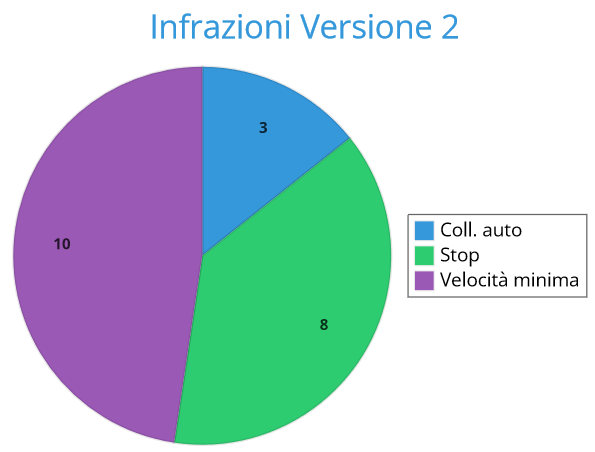 Infrazioni Versione 2
3
10
8
Coll. auto
Stop
Velocità minima